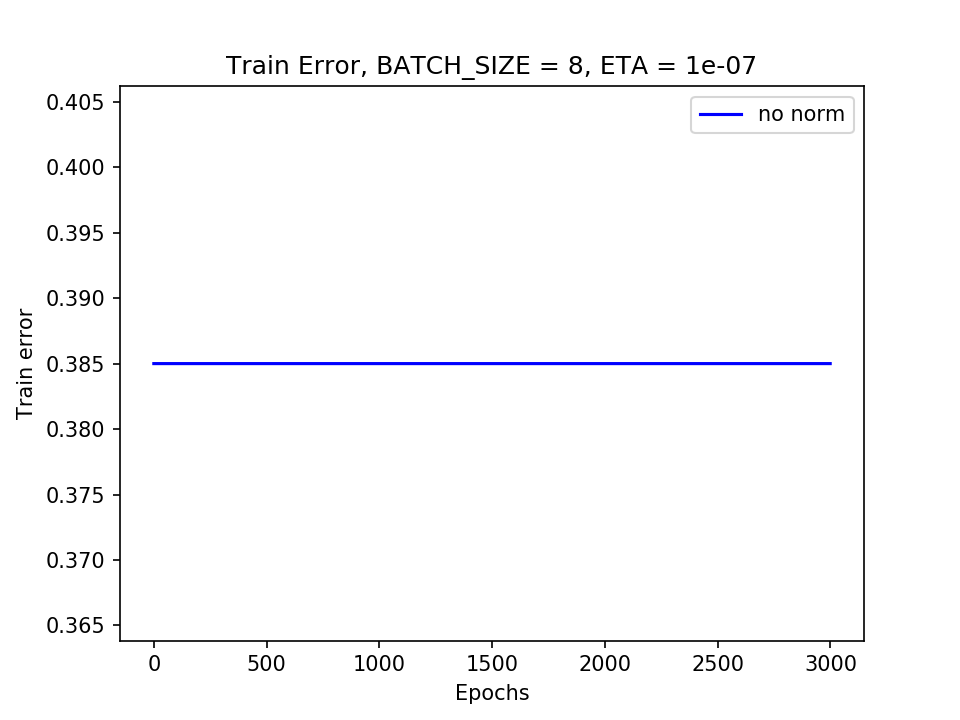 Train Error, BATCH_SIZE = 8, ETA = 1e-07
no norm
Train error
0.405
0.400
0.395
0.390
0.385
0.380
0.375
0.370
0.365
0 500 1000 1500 2000 2500 3000
Epochs